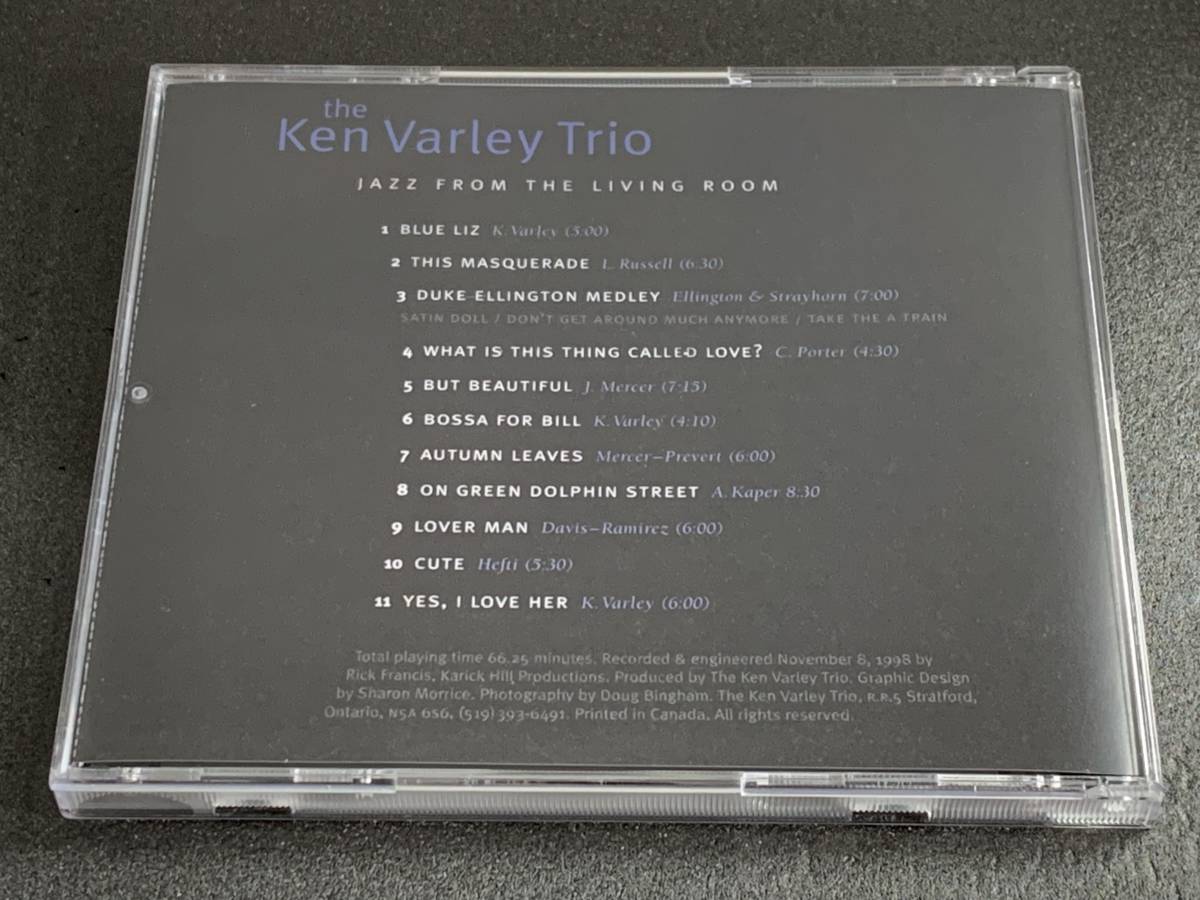 the
Ken Varley Trio
JAZZ FROM THE LIVING ROOM
1 BLUE LIZ K. Varley (5:00)
2 THIS MASQUERADE L. Russell (6:30)
3 DUKE ELLINGTON MEDLEY Ellington & Strayhorn (7:00)
SATIN DOLL / DON'T GET AROUND MUCH ANYMORE / TAKE THE A TRAIN
4 WHAT IS THIS THING CALLED LOVE? C. Porter (4:30)
5 BUT BEAUTIFUL J. Mercer (7:15)
6 BOSSA FOR BILL K. Varley (4:10)
7 AUTUMN LEAVES Mercer–Prevert (6:00)
8 ON GREEN DOLPHIN STREET A. Kaper 8:30
9 LOVER MAN Davis–Ramirez (6:00)
10 CUTE Hefti (5:30)
11 YES, I LOVE HER K. Varley (6:00)
Total playing time 66.25 minutes. Recorded & engineered November 8, 1998 by
Rick Francis, Karick Hill Productions. Produced by The Ken Varley Trio. Graphic Design
by Sharon Morrice. Photography by Doug Bingham. The Ken Varley Trio, R.R.5 Stratford,
Ontario, N5A 6S6, (519) 393-6491. Printed in Canada. All rights reserved.